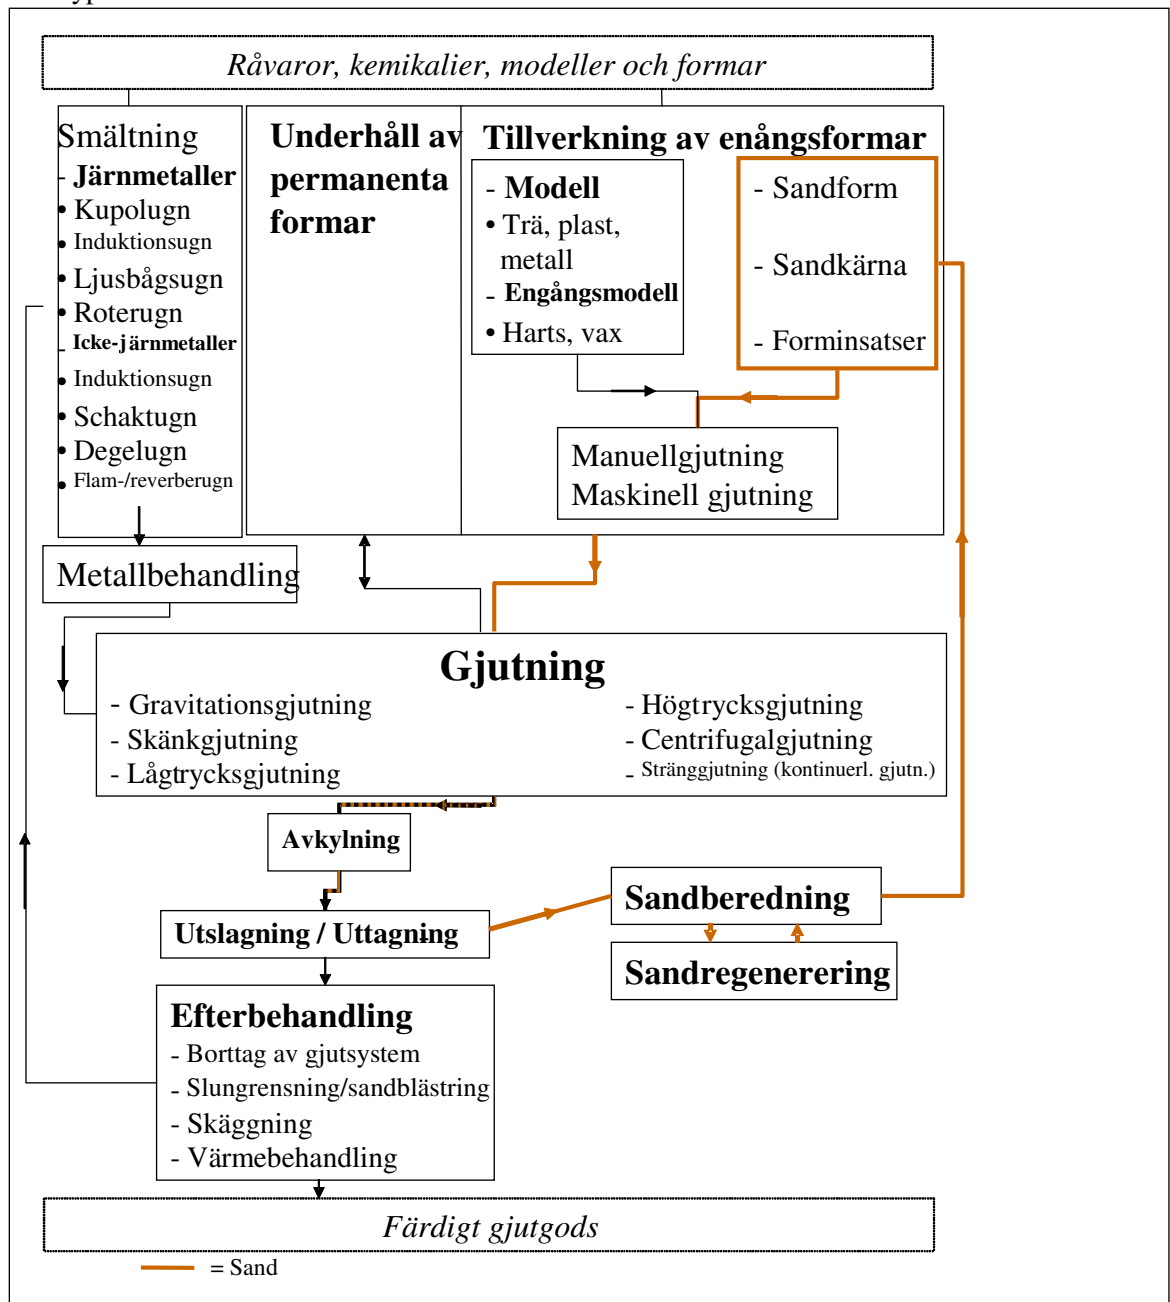 Råvaror, kemikalier, modeller och formar
Smältning
- Järnmetaller
• Kupolugn
• Induktionsugn
• Ljusbågsugn
• Roterugn
- Icke-järnmetaller
• Induktionsugn
• Schaktugn
• Degelugn
• Flam-/reverberugn
Underhåll av
permanenta
formar
Tillverkning av enångsformar
- Modell
• Trä, plast,
metall
- Engångsmodell
• Harts, vax
- Sandform
- Sandkärna
- Forminsatser
Manuellgjutning
Maskinell gjutning
Metallbehandling
Gjutning
- Gravitationsgjutning
- Skänkgjutning
- Lågtrycksgjutning
- Högtrycksgjutning
- Centrifugalgjutning
- Stränggjutning (kontinuerl. gjutn.)
Avkylning
Utslagning / Uttagning
Sandberedning
Sandregenerering
Efterbehandling
- Borttag av gjutsystem
- Slungrensning/sandblästring
- Skäggning
- Värmebehandling
Färdigt gjutgods
= Sand